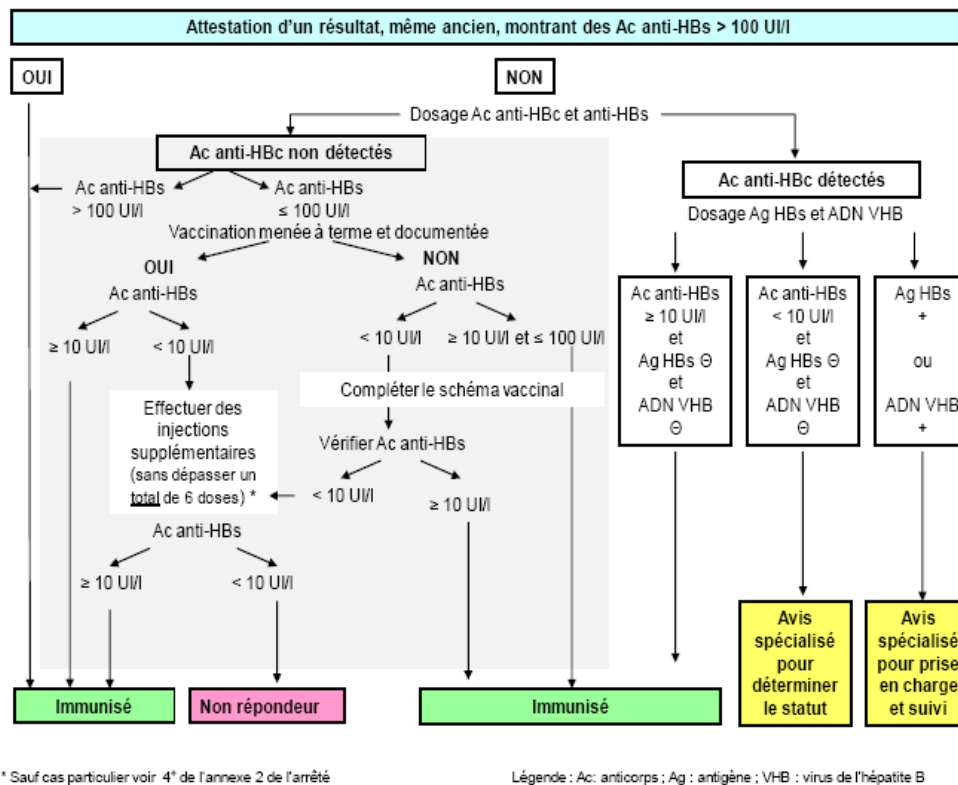 Attestation d'un résultat, même ancien, montrant des Ac anti-HBs > 100 UI/l
OUI
NON
Dosage Ac anti-HBc et anti-HBs
Ac anti-HBc non détectés
Ac anti-HBs
> 100 UI/l
Ac anti-HBs
≤ 100 UI/l
Vaccination menée à terme et documentée
OUI
Ac anti-HBs
≥ 10 UI/l
< 10 UI/l
Effectuer des
injections
supplémentaires
(sans dépasser un
total de 6 doses) *
Ac anti-HBs
≥ 10 UI/l
< 10 UI/l
NON
Ac anti-HBs
< 10 UI/l
≥ 10 UI/l et ≤ 100 UI/l
Compléter le schéma vaccinal
Vérifier Ac anti-HBs
< 10 UI/l
≥ 10 UI/l
Ac anti-HBc détectés
Dosage Ag HBs et ADN VHB
Ac anti-HBs
≥ 10 UI/l
et
Ag HBs Θ
et
ADN VHB
Θ
Ac anti-HBs
< 10 UI/l
et
Ag HBs Θ
et
ADN VHB
Θ
Ag HBs
+
ou
ADN VHB
+
Immunisé
Non répondeur
Immunisé
Avis
spécialisé
pour
déterminer
le statut
Avis
spécialisé
pour prise
en charge
et suivi
* Sauf cas particulier voir 4° de l'annexe 2 de l'arrêté
Légende : Ac: anticorps ; Ag : antigène ; VHB : virus de l'hépatite B